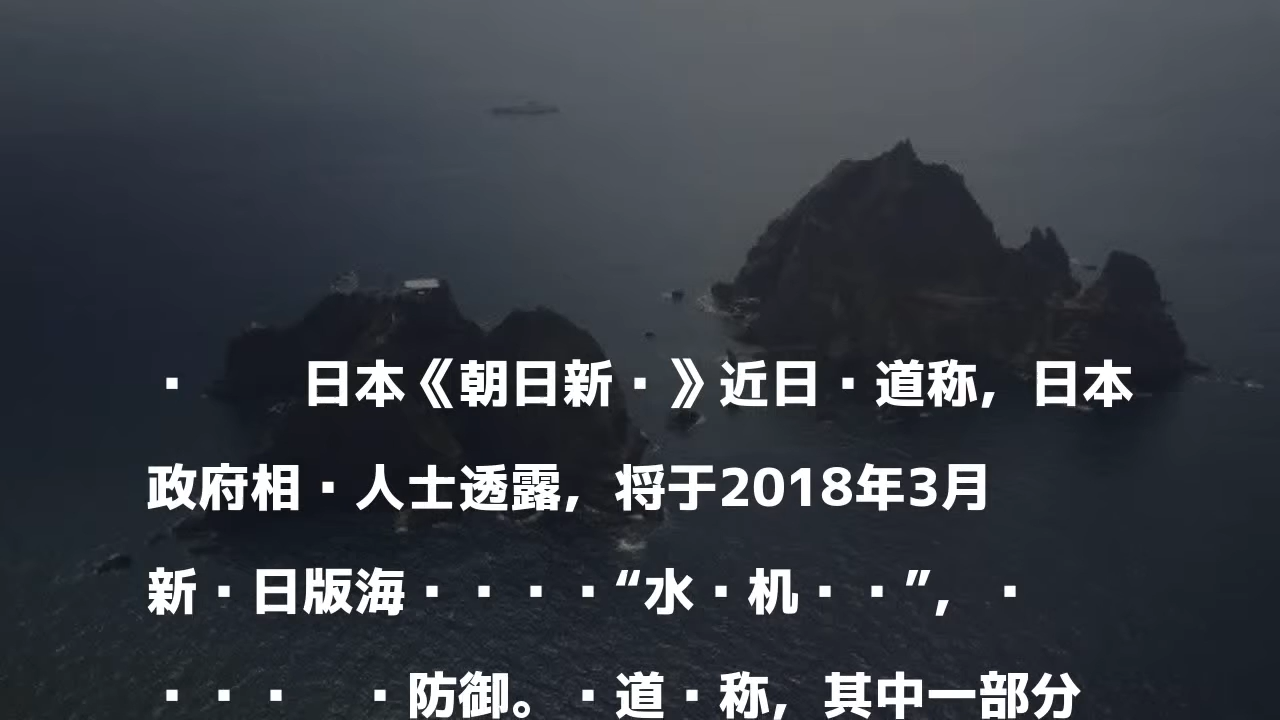 · 日本《朝日新·》近日·道称，日本
政府相·人士透露，将于2018年3月
新·日版海····“水·机··”，·
··· ·防御。·道·称，其中一部分